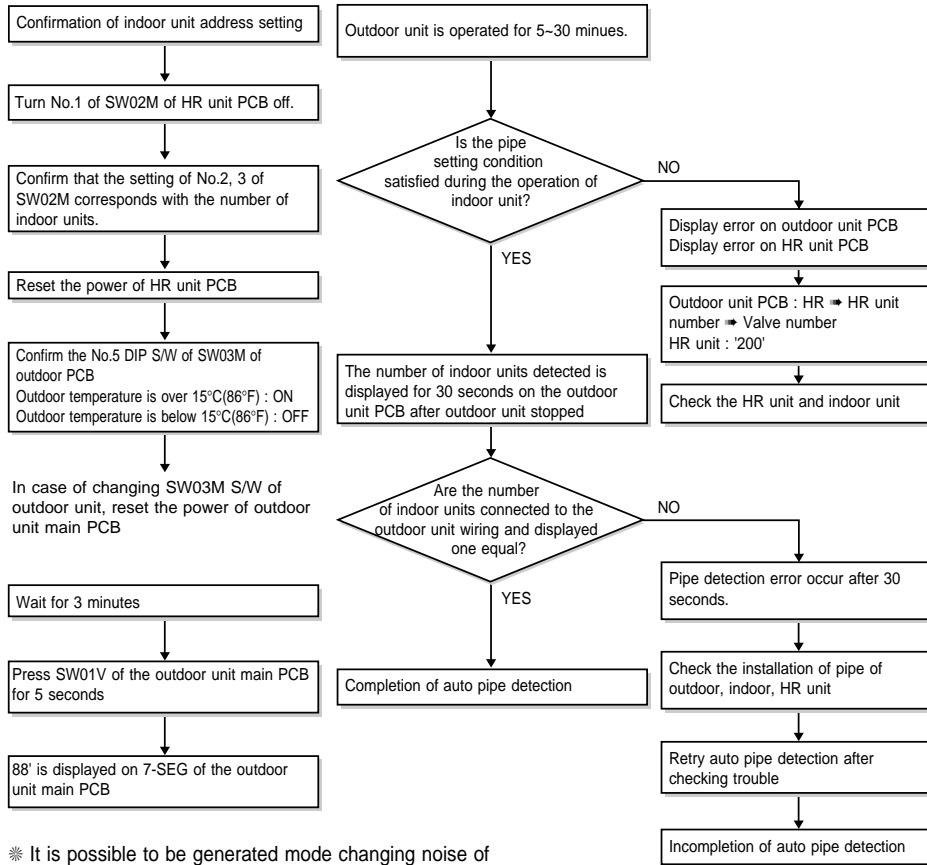 Confirmation of indoor unit address setting
Turn No.1 of SW02M of HR unit PCB off.
Confirm that the setting of No.2, 3 of
SW02M corresponds with the number of
indoor units.
Reset the power of HR unit PCB
Confirm the No.5 DIP S/W of SW03M of
outdoor PCB
Outdoor temperature is over 15°C(86°F) : ON
Outdoor temperature is below 15°C(86°F) : OFF
In case of changing SW03M S/W of
outdoor unit, reset the power of outdoor
unit main PCB
Wait for 3 minutes
Press SW01V of the outdoor unit main PCB
for 5 seconds
88' is displayed on 7-SEG of the outdoor
unit main PCB
Outdoor unit is operated for 5~30 minues.
Is the pipe
setting condition
satisfied during the operation of
indoor unit?
NO
YES
Display error on outdoor unit PCB
Display error on HR unit PCB
Outdoor unit PCB : HR ➠ HR unit
number ➠ Valve number
HR unit : '200'
Check the HR unit and indoor unit
The number of indoor units detected is
displayed for 30 seconds on the outdoor
unit PCB after outdoor unit stopped
Are the number
of indoor units connected to the
outdoor unit wiring and displayed
one equal?
NO
YES
Completion of auto pipe detection
Pipe detection error occur after 30
seconds.
Check the installation of pipe of
outdoor, indoor, HR unit
Retry auto pipe detection after
checking trouble
Incompletion of auto pipe detection
❈ It is possible to be generated mode changing noise of